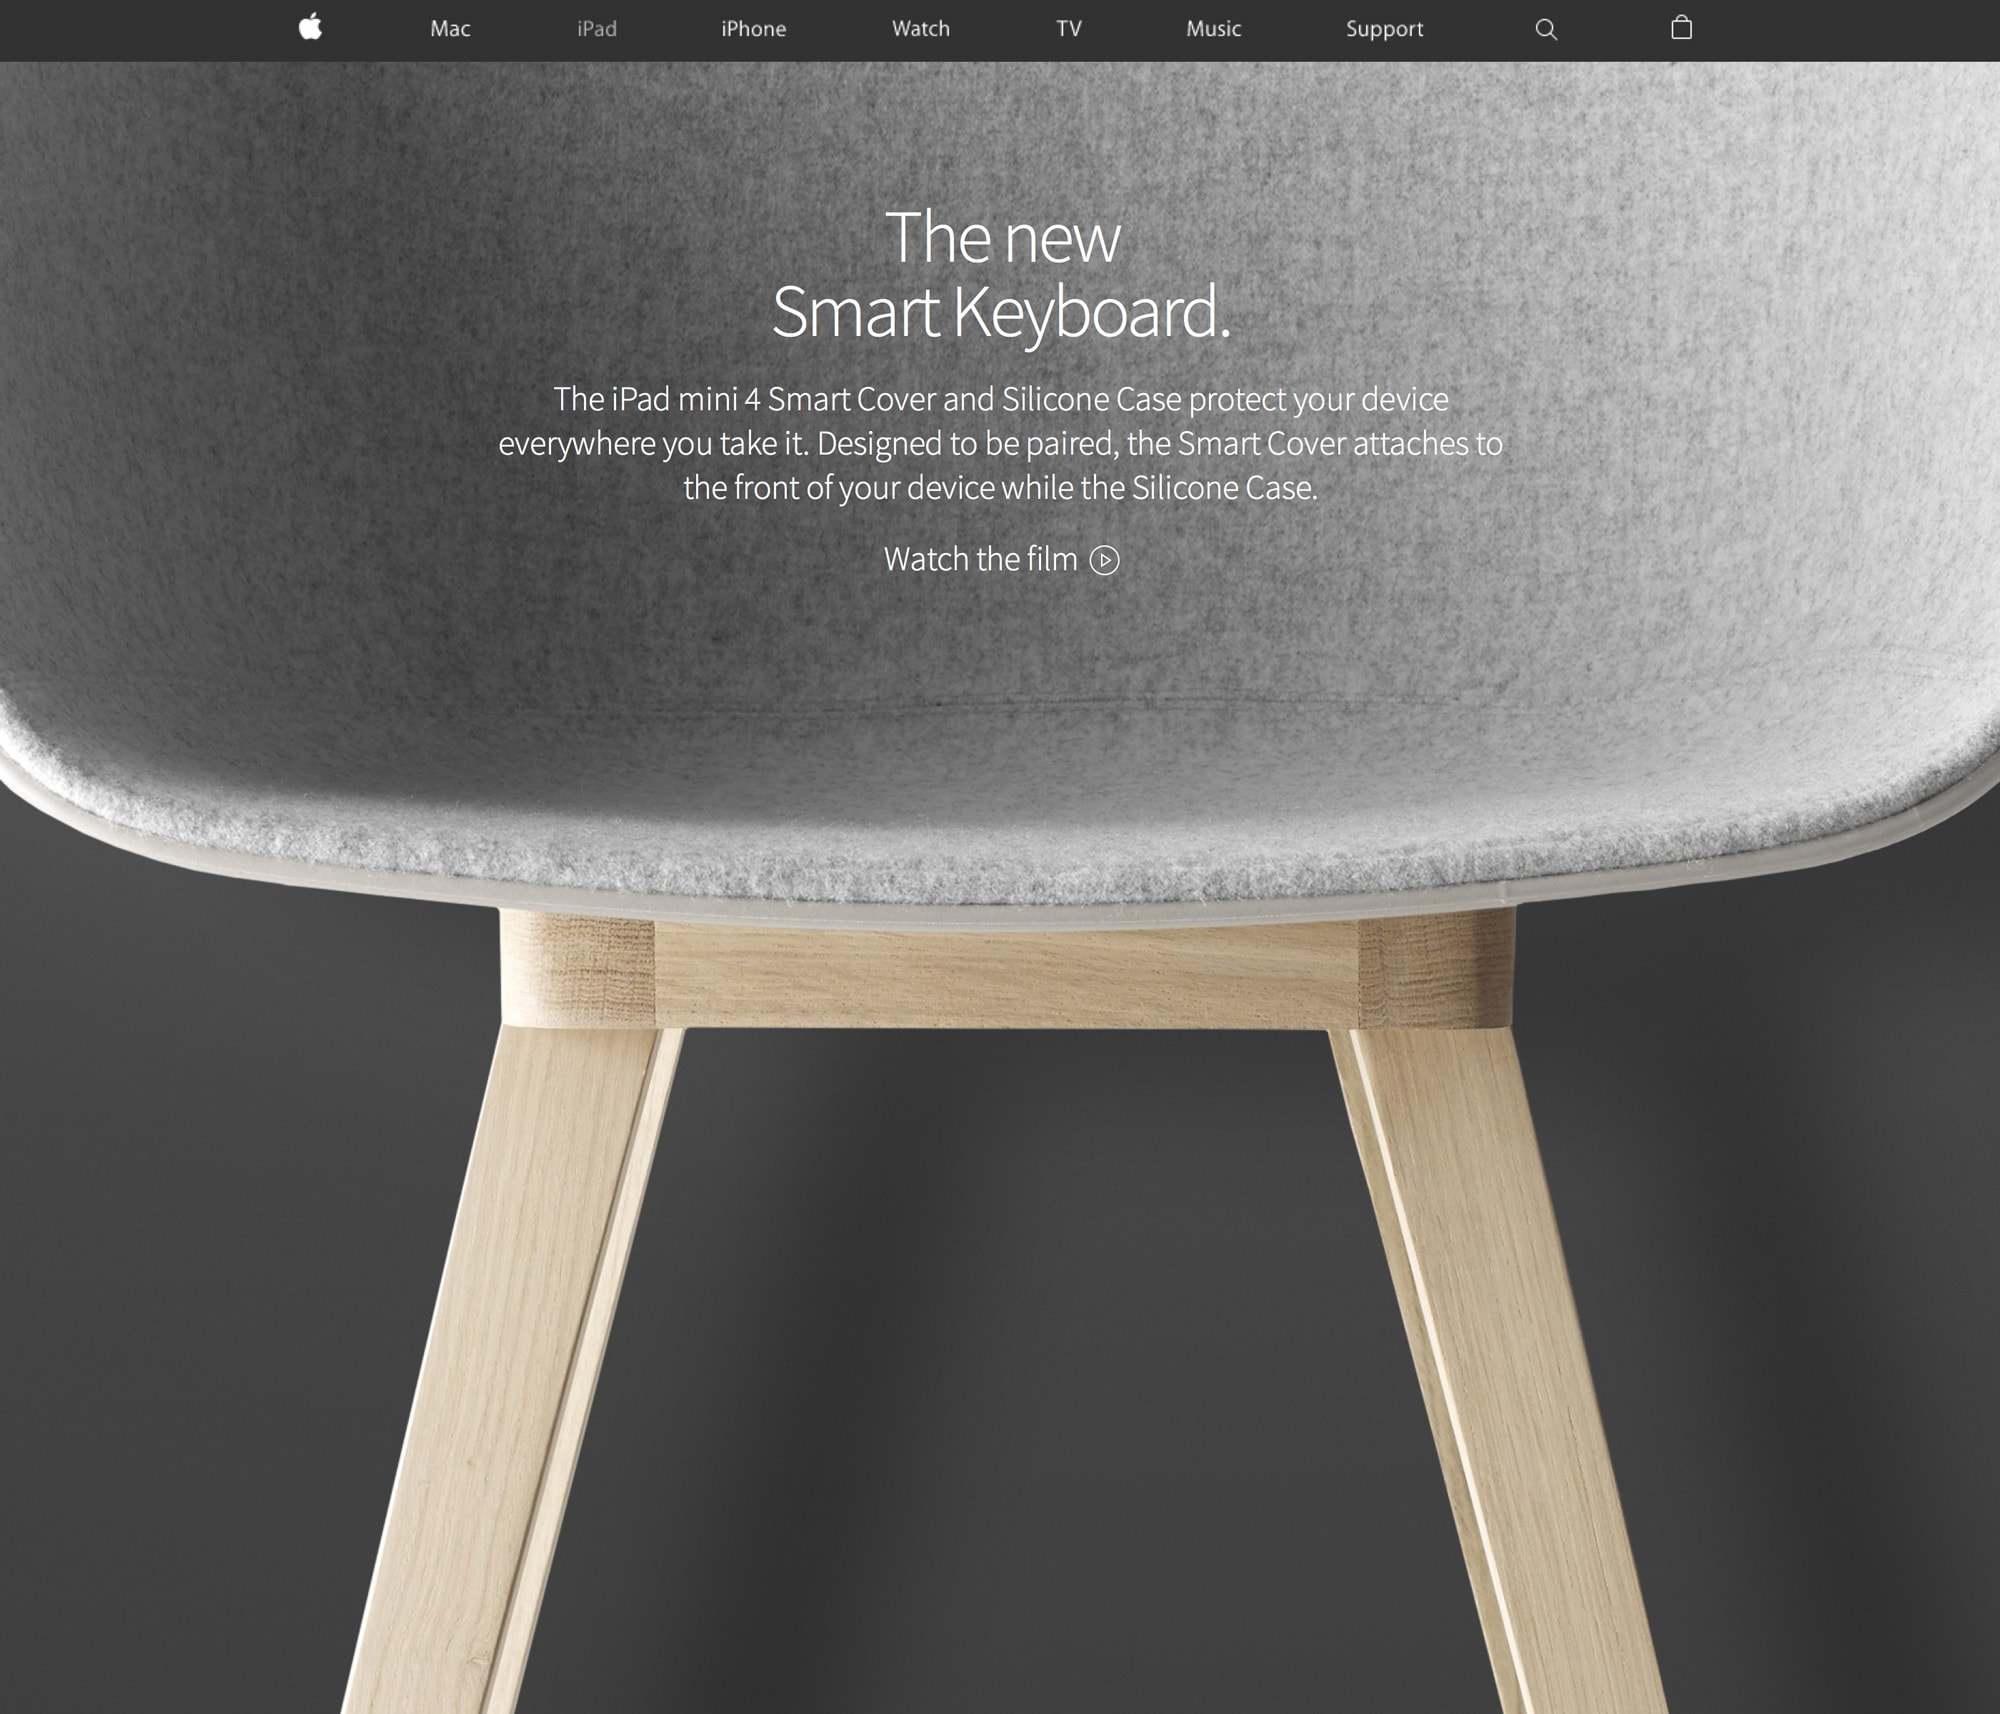 Mac iPad iPhone Watch TV Music Support
The new
Smart Keyboard.
The iPad mini 4 Smart Cover and Silicone Case protect your device
everywhere you take it. Designed to be paired, the Smart Cover attaches to
the front of your device while the Silicone Case.
Watch the film